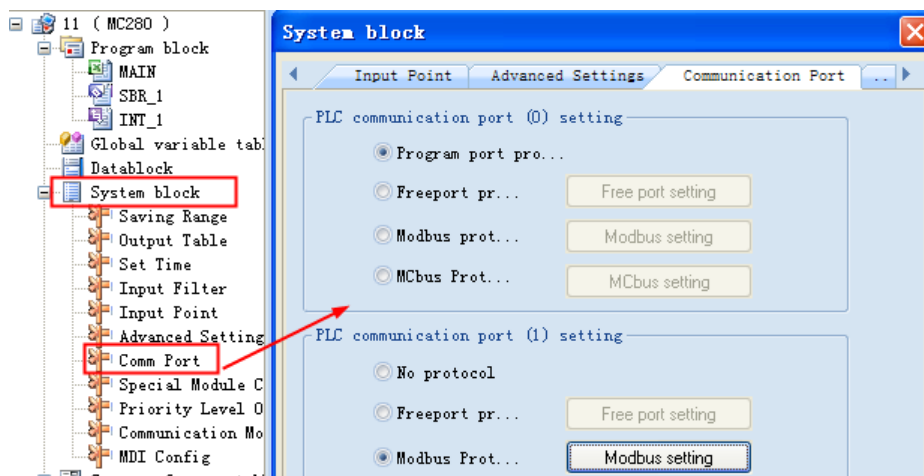 11 ( MC280 )
Program block
MAIN
SBR_1
INT_1
Global variable tab
Datablock
System block
Saving Range
Output Table
Set Time
Input Filter
Input Point
Advanced Setting
Comm Port
Special Module C
Priority Level O
Communication Mo
MDI Config
System block
Input Point
Advanced Settings
Communication Port
..
PLC communication port (0) setting
Program port pro...
Freeport pr...
Free port setting
Modbus prot...
Modbus setting
MCbus Prot...
MCbus setting
PLC communication port (1) setting
No protocol
Freeport pr...
Free port setting
Modbus Prot...
Modbus setting